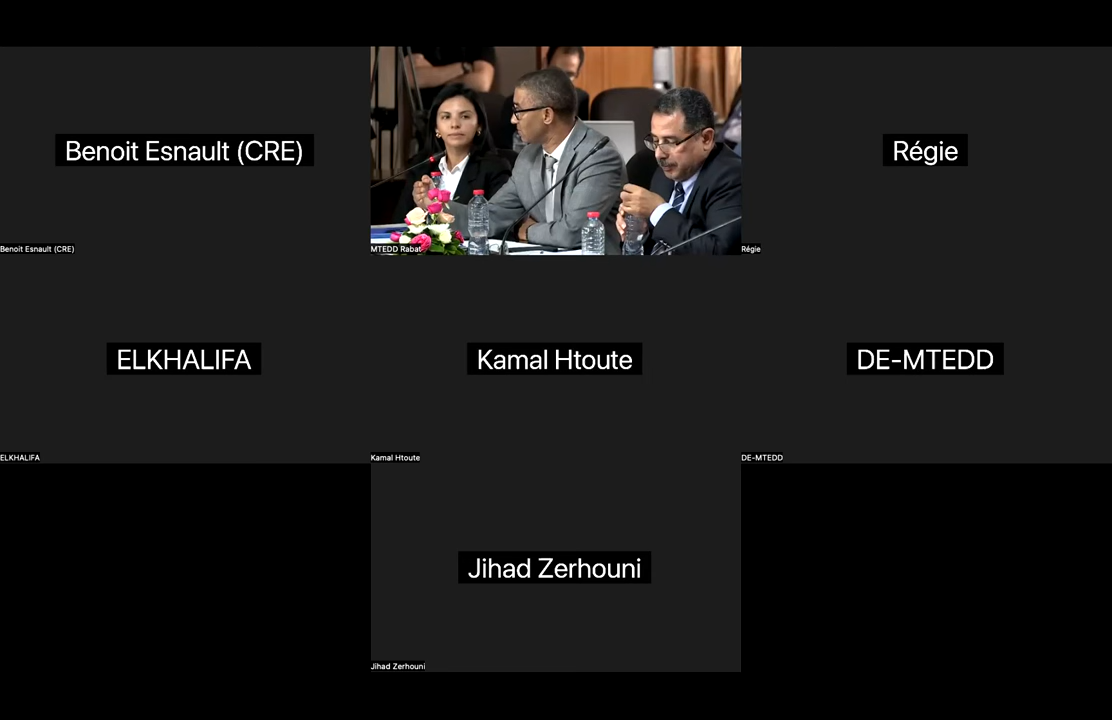 Benoit Esnault (CRE)
Régie
Benoit Esnault (CRE)
MTEDD Rabat
Régie
ELKHALIFA
Kamal Htoute
DE-MTEDD
ELKHALIFA
Kamal Htoute
DE-MTEDD
Jihad Zerhouni
Jihad Zerhouni